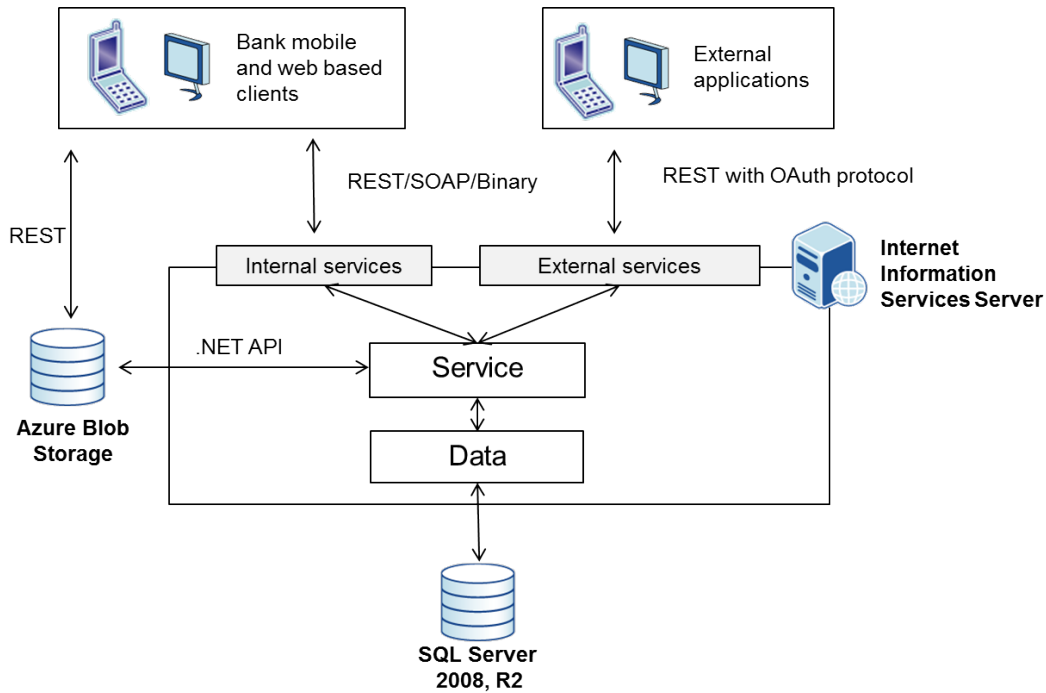 Bank mobile
and web based
clients
External
applications
REST/SOAP/Binary
REST with OAuth protocol
REST
Internal services
External services
Internet
Information
Services Server
.NET API
Service
Azure Blob
Storage
Data
SQL Server
2008, R2